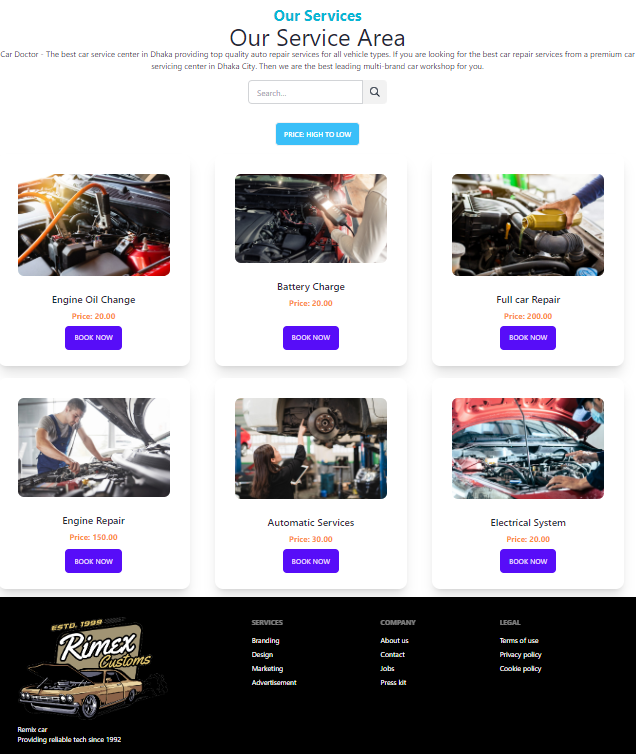 Our Services
Our Service Area
Car Doctor - The best car service center in Dhaka providing top quality auto repair services for all vehicle types. If you are looking for the best car repair services from a premium car
servicing center in Dhaka City. Then we are the best leading multi-brand car workshop for you.
Search...
PRICE: HIGH TO LOW
Engine Oil Change
Price: 20.00
BOOK NOW
Battery Charge
Price: 20.00
BOOK NOW
Full car Repair
Price: 200.00
BOOK NOW
Engine Repair
Price: 150.00
BOOK NOW
Automatic Services
Price: 30.00
BOOK NOW
Electrical System
Price: 20.00
BOOK NOW
ESTD. 1999
Rimex
Customs
Remix car
Providing reliable tech since 1992
SERVICES
Branding
Design
Marketing
Advertisement
COMPANY
About us
Contact
Jobs
Press kit
LEGAL
Terms of use
Privacy policy
Cookie policy